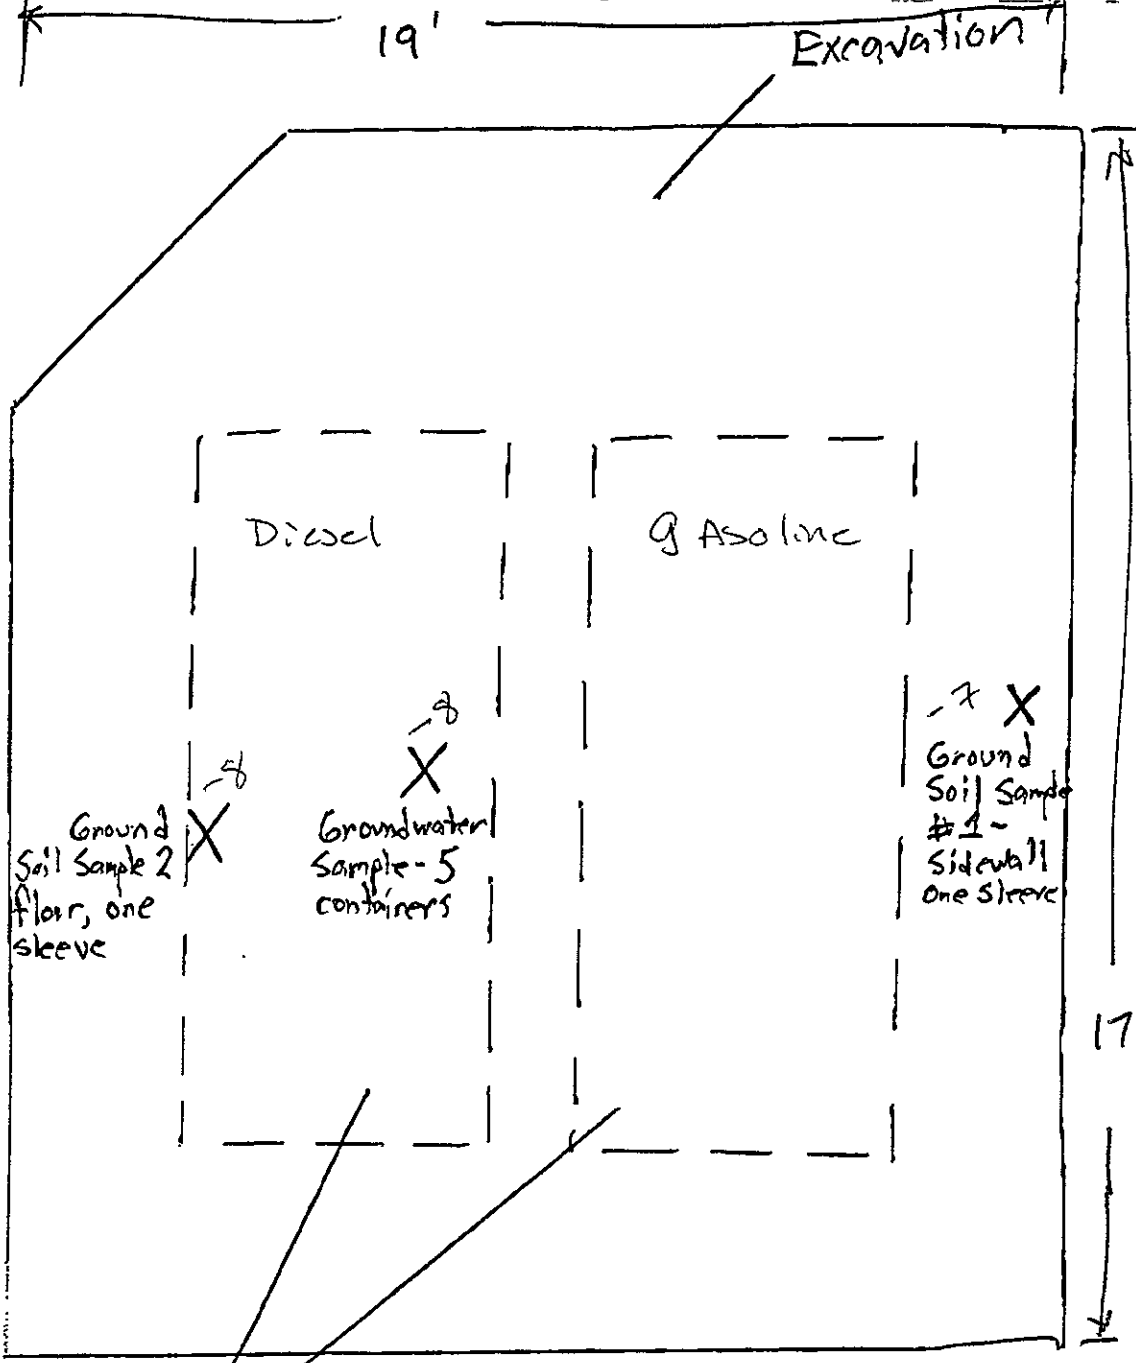 19'
Excavation
Diesel
gAsoline
-7
X
Ground
Soil Sample
#1-
Sidewall
One sleeve
-8
X
Groundwater
Sample-5
containers
-8
X
Ground
Soil Sample 2
floor, one
sleeve
17